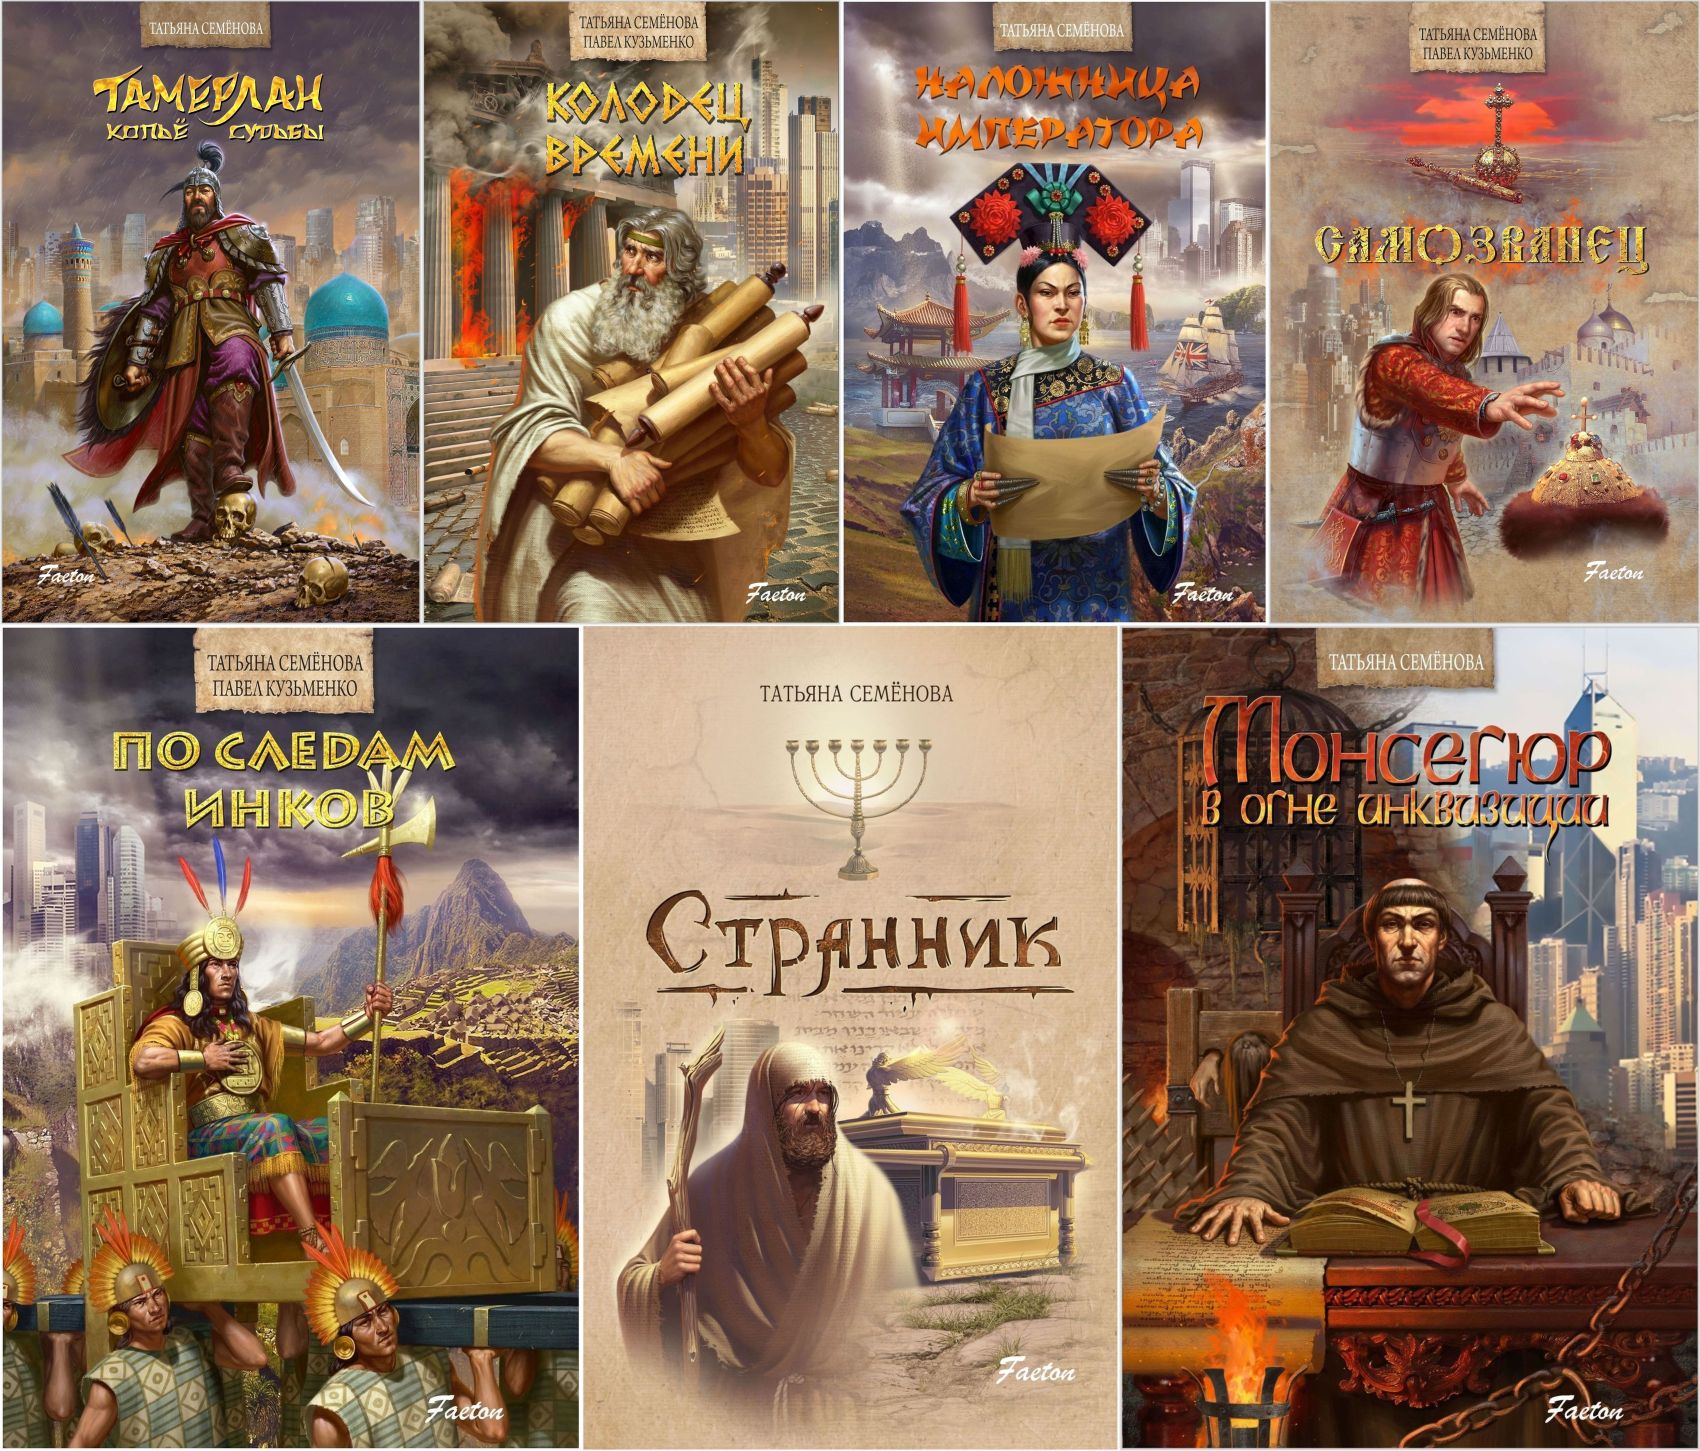 ТАТЬЯНА СЕМЁНОВА
ТАМЕРЛАН
КОПЬЁ СУДЬБЫ
Faeton
ТАТЬЯНА СЕМЁНОВА
ПАВЕЛ КУЗЬМЕНКО
КОЛОДЕЦ
ВРЕМЕНИ
Faeton
ТАТЬЯНА СЕМЁНОВА
НАЛОЖНИЦА
ИМПЕРАТОРА
Faeton
ТАТЬЯНА СЕМЁНОВА
ПАВЕЛ КУЗЬМЕНКО
САМОЗВАНЕЦ
Faeton
ТАТЬЯНА СЕМЁНОВА
ПАВЕЛ КУЗЬМЕНКО
ПО СЛЕДАМ
ИНКОВ
Faeton
ТАТЬЯНА СЕМЁНОВА
СТРАННИК
Faeton
ТАТЬЯНА СЕМЁНОВА
Монсегюр
в огне инквизиции
Faeton